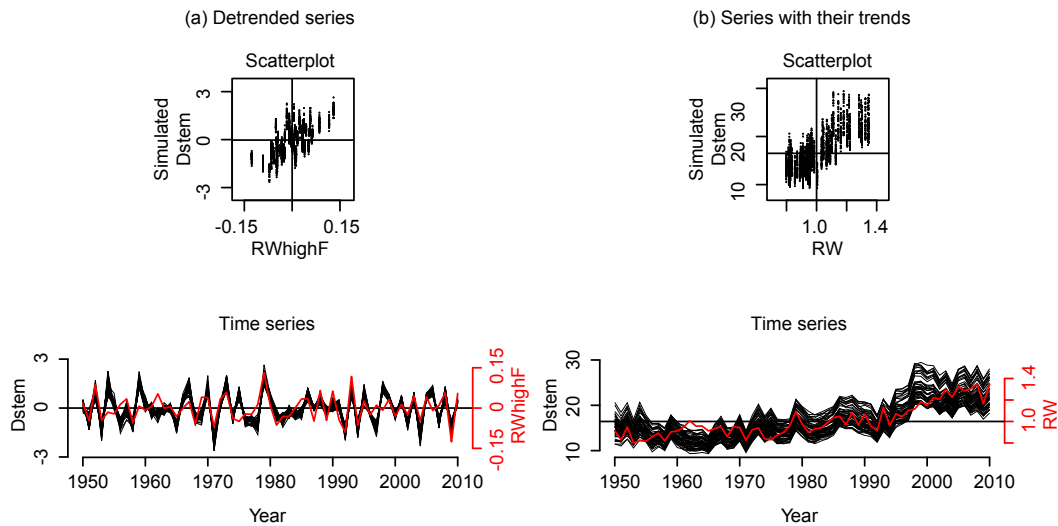 (a) Detrended series
(b) Series with their trends
Scatterplot
Simulated
Dstem
3
0
-3
-0.15
0.15
RWhighF
Scatterplot
Simulated
Dstem
30
20
10
1.0
1.4
RW
Time series
Dstem
3
0
-3
0.15
0
-0.15
RWhighF
1950
1960
1970
1980
1990
2000
2010
Year
Time series
Dstem
30
20
10
1.4
1.0
RW
1950
1960
1970
1980
1990
2000
2010
Year